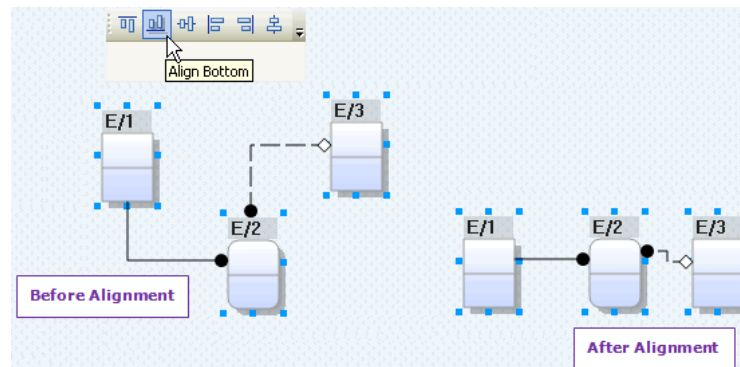 Align Bottom
E/1
E/3
E/2
Before Alignment
E/1
E/2
E/3
After Alignment